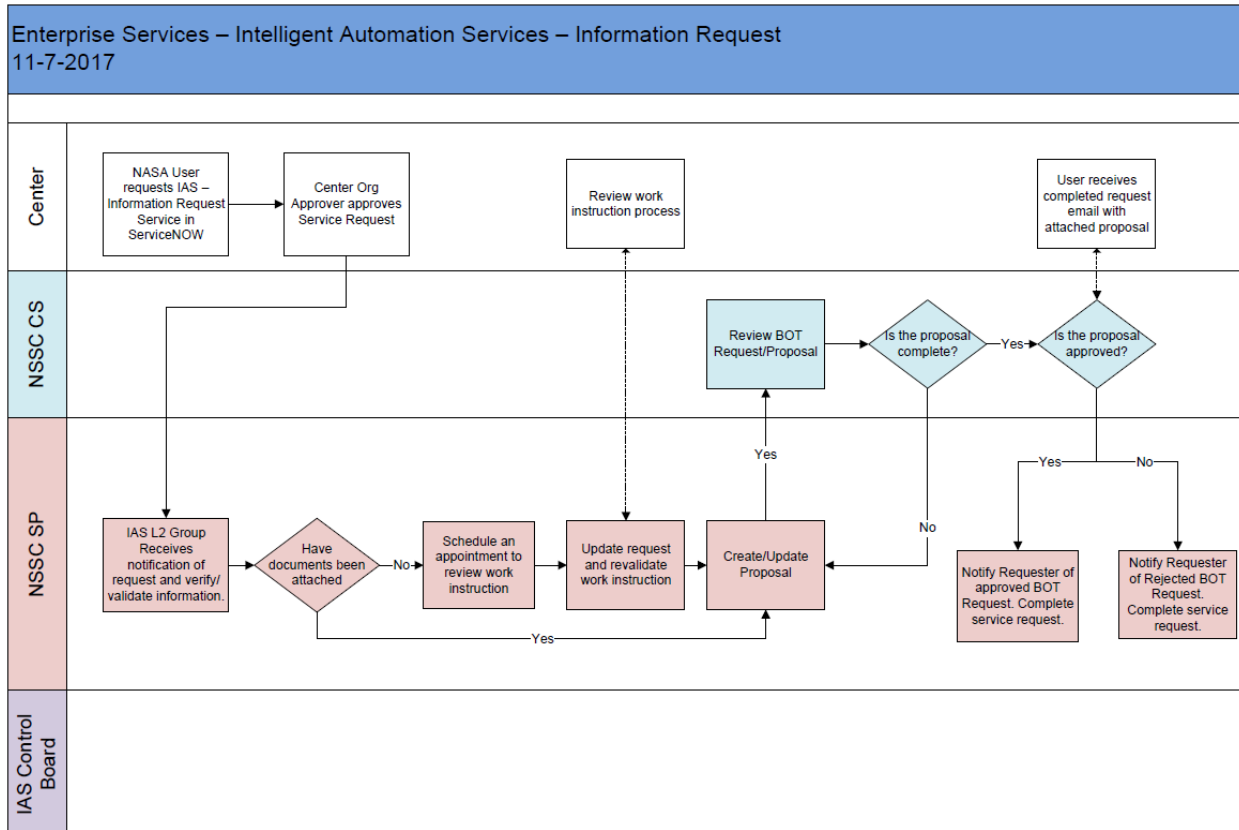 Enterprise Services – Intelligent Automation Services – Information Request
11-7-2017
Center
NASA User
requests IAS –
Information Request
Service in
ServiceNOW
Center Org
Approver approves
Service Request
Review work
instruction process
User receives
completed request
email with
attached proposal
NSSC CS
Review BOT
Request/Proposal
Is the proposal
complete?
Yes
Is the proposal
approved?
NSSC SP
Yes
No
Yes
No
IAS L2 Group
Receives
notification of
request and verify/
validate information.
Have
documents been
attached
No
Schedule an
appointment to
review work
instruction
Update request
and revalidate
work instruction
Create/Update
Proposal
Yes
Notify Requester of
approved BOT
Request. Complete
service request.
Notify Requester
of Rejected BOT
Request.
Complete service
request.
IAS Control
Board